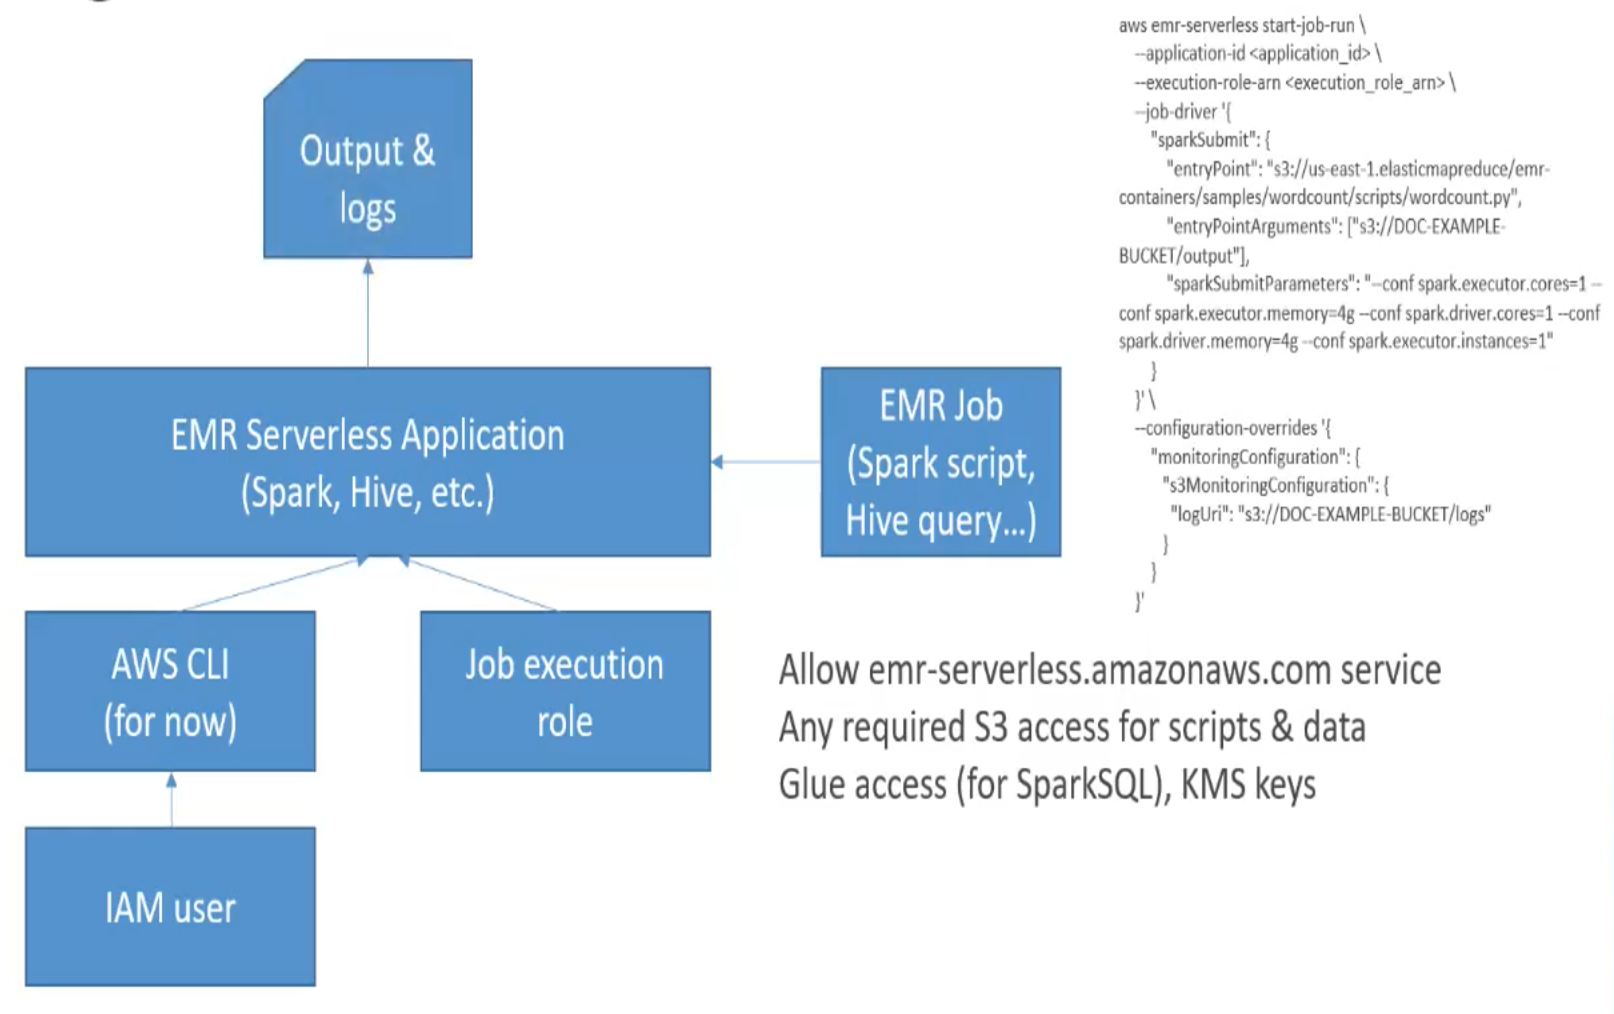 Output &
logs
EMR Serverless Application
(Spark, Hive, etc.)
EMR Job
(Spark script,
Hive query...)
AWS CLI
(for now)
Job execution
role
IAM user
aws emr-serverless start-job-run \
--application-id <application_id> \
--execution-role-arn <execution_role_arn> \
--job-driver '{
"sparkSubmit": {
"entryPoint": "s3://us-east-1.elasticmapreduce/emr-
containers/samples/wordcount/scripts/wordcount.py",
"entryPointArguments": ["s3://DOC-EXAMPLE-
BUCKET/output"],
"sparkSubmitParameters": "--conf spark.executor.cores=1 --
conf spark.executor.memory=4g --conf spark.driver.cores=1 --conf
spark.driver.memory=4g --conf spark.executor.instances=1"
}
}' \
--configuration-overrides '{
"monitoringConfiguration": {
"s3MonitoringConfiguration": {
"logUri": "s3://DOC-EXAMPLE-BUCKET/logs"
}
}
}'
Allow emr-serverless.amazonaws.com service
Any required S3 access for scripts & data
Glue access (for SparkSQL), KMS keys